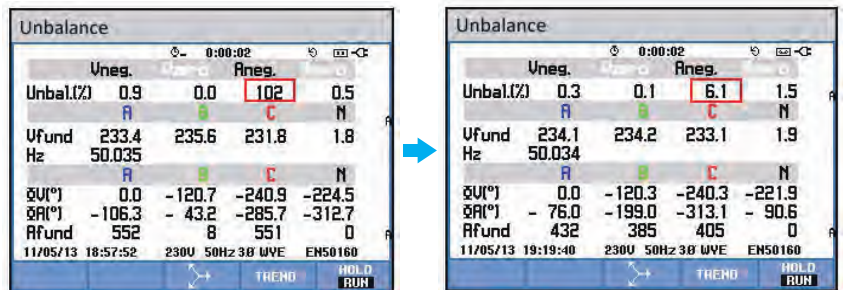 Unbalance
0:00:02
Vneg. Aneg.
Unbal.(%) 0.9 0.0 102 0.5
A B C N
A
Vfund 233.4 235.6 231.8 1.8
Hz 50.035
A B C N
ΦV(°) 0.0 -120.7 -240.9 -224.5
ΦA(°) -106.3 - 43.2 -285.7 -312.7
Afund 552 8 551 0
A
11/05/13 18:57:52 230V 50Hz 3Ø WYE EN50160
TREND HOLD
RUN
Unbalance
0:00:02
Vneg. Aneg.
Unbal.(%) 0.3 0.1 6.1 1.5
A
A B C N
Vfund 234.1 234.2 233.1 1.9
Hz 50.034
A B C N
ΦV(°) 0.0 -120.3 -240.3 -221.9
ΦA(°) - 76.0 -199.0 -313.1 - 90.6
Afund 432 385 405 0
A
11/05/13 19:19:40 230V 50Hz 3Ø WYE EN50160
TREND HOLD
RUN